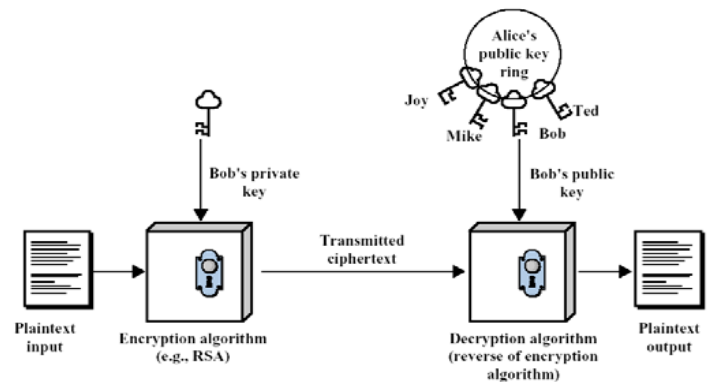 Alice's
public key
ring
Joy
Mike
Bob
Ted
Bob's private
key
Bob's public
key
Transmitted
ciphertext
Plaintext
input
Encryption algorithm
(e.g., RSA)
Decryption algorithm
(reverse of encryption
algorithm)
Plaintext
output